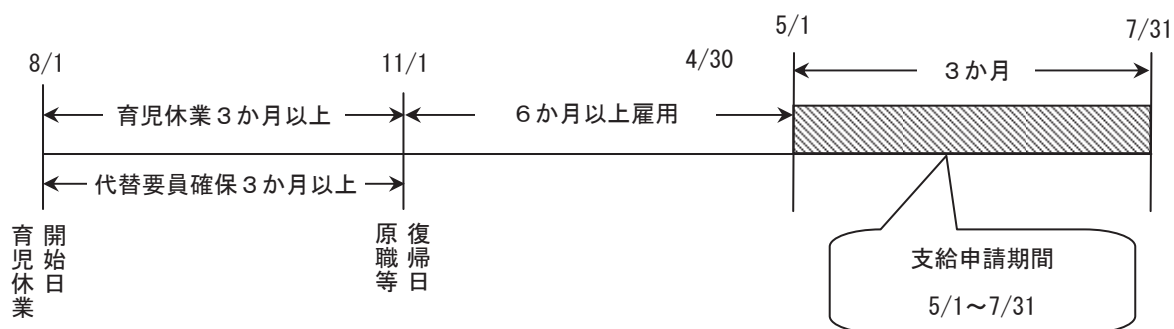 5/1
7/31
8/1
11/1
4/30
3か月
育児休業3か月以上
6か月以上雇用
代替要員確保3か月以上
育児休業
開始日
原職等
復帰日
支給申請期間
5/1~7/31